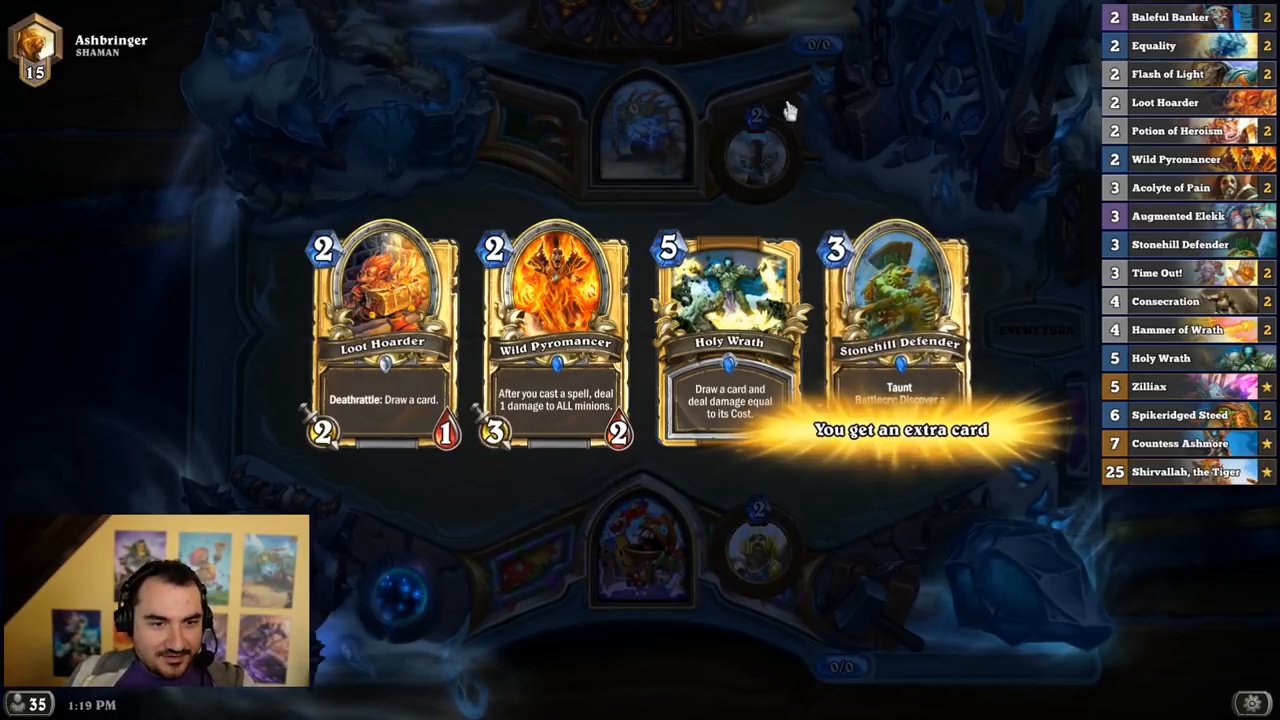 Ashbringer
SHAMAN
15
0/0
2
2
Loot Hoarder
Deathrattle: Draw a card.
2
1
2
Wild Pyromancer
After you cast a spell, deal
1 damage to ALL minions.
3
2
5
Holy Wrath
Draw a card and
deal damage equal
to its Cost.
3
Stonehill Defender
Taunt
Battlecry: Discover a
You get an extra card
ENEMY TURN
2
0/0
2 Baleful Banker 2
2 Equality 2
2 Flash of Light 2
2 Loot Hoarder 2
2 Potion of Heroism 2
2 Wild Pyromancer 2
3 Acolyte of Pain 2
3 Augmented Elekk
3 Stonehill Defender
3 Time Out! 2
4 Consecration 2
4 Hammer of Wrath 2
5 Holy Wrath
5 Zilliax
6 Spikeridged Steed 2
7 Countess Ashmore
25 Shirvallah, the Tiger
35
1:19 PM